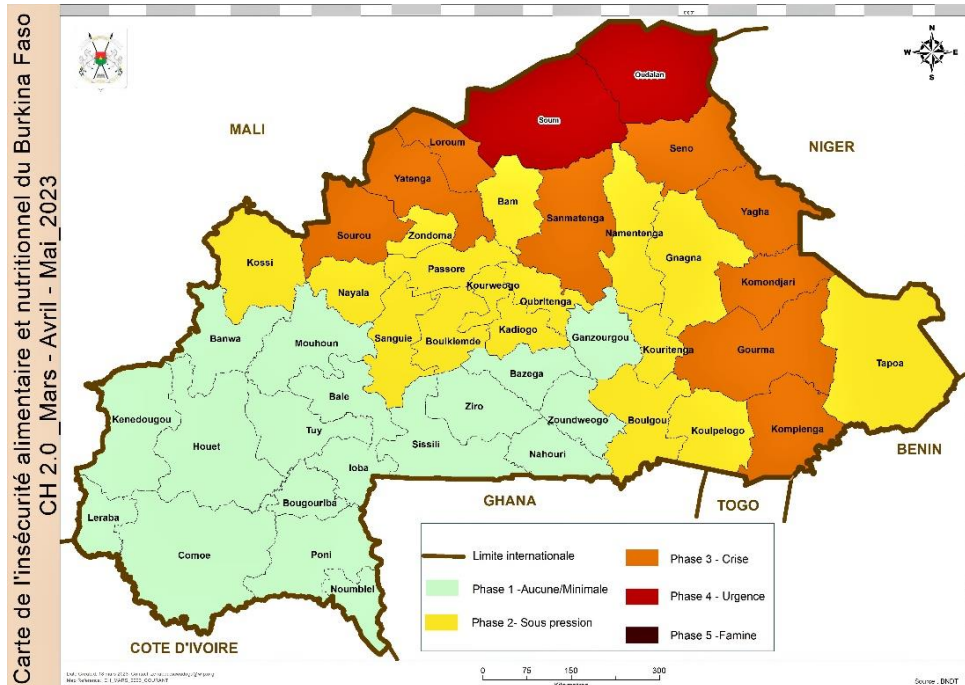 Carte de l'insécurité alimentaire et nutritionnel du Burkina Faso
CH 2.0 _Mars - Avril - Mai_2023
N
W E
S
MALI
NIGER
BENIN
TOGO
GHANA
COTE D'IVOIRE
Oudalan
Soum
Loroum
Seno
Yatenga
Bam
Sanmatenga
Yagha
Sourou
Zondoma
Namentenga
Kossi
Gnagna
Passore
Komondjari
Nayala
Kourweogo
Oubritenga
Banwa
Mouhoun
Sanguie
Boulkiemde
Kadiogo
Ganzourgou
Kouritenga
Gourma
Tapoa
Bazega
Kenedougou
Bale
Ziro
Zoundweogo
Boulgou
Koulpelogo
Kompienga
Houet
Tuy
Sissili
Nahouri
Ioba
Bougouriba
Leraba
Comoe
Poni
Noumbiel
Limite internationale
Phase 1 -Aucune/Minimale
Phase 2- Sous pression
Phase 3 - Crise
Phase 4 - Urgence
Phase 5 -Famine
0 75 150 300
Source : BNDT